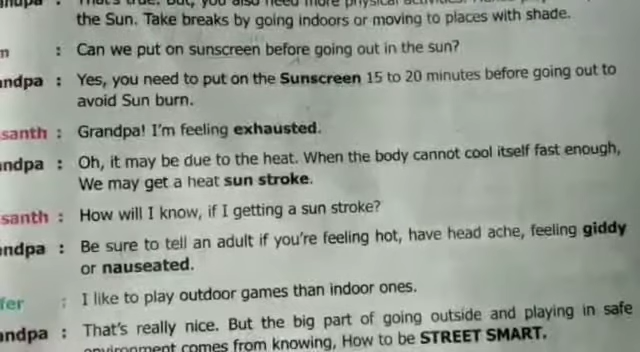 the Sun. Take breaks by going indoors or moving to places with shade.
: Can we put on sunscreen before going out in the sun?
ndpa : Yes, you need to put on the Sunscreen 15 to 20 minutes before going out to
avoid Sun burn.
santh : Grandpa! I'm feeling exhausted.
ndpa : Oh, it may be due to the heat. When the body cannot cool itself fast enough,
We may get a heat sun stroke.
santh : How will I know, if I getting a sun stroke?
ndpa : Be sure to tell an adult if you're feeling hot, have head ache, feeling giddy
or nauseated.
fer : I like to play outdoor games than indoor ones.
andpa : That's really nice. But the big part of going outside and playing in safe
environment comes from knowing, How to be STREET SMART.